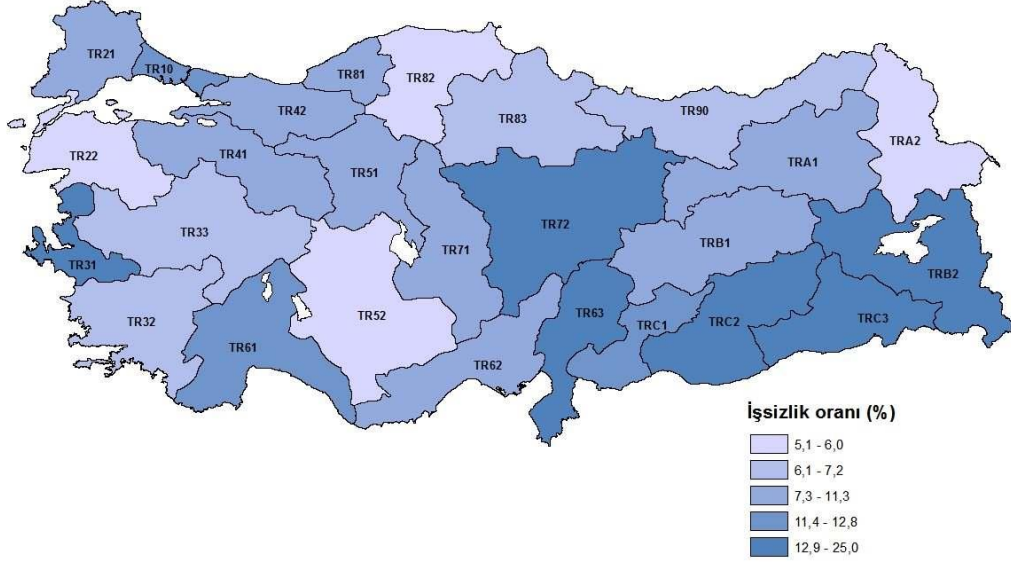 TR21
TR10
TR81
TR82
TR42
TR83
TR90
TR22
TR41
TR51
TRA1
TRA2
TR33
TR72
TR71
TRB1
TR31
TRB2
TR32
TR52
TR63
TRC1
TRC2
TRC3
TR61
TR62
İşsizlik oranı (%)
5,1 - 6,0
6,1 - 7,2
7,3 - 11,3
11,4 - 12,8
12,9 - 25,0